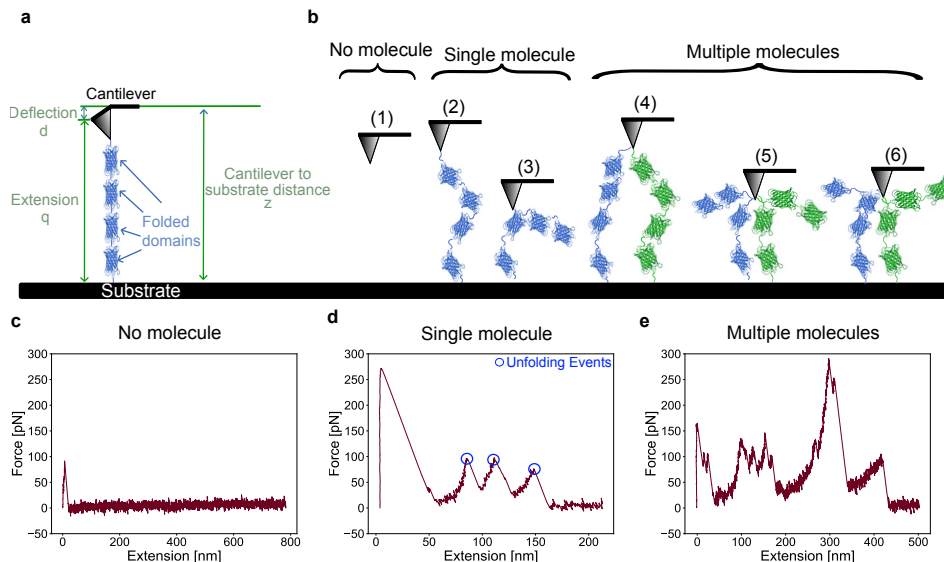 a
Cantilever
Deflection
d
Extension
q
Folded
domains
Cantilever to
substrate distance
z
Substrate
b
No molecule
Single molecule
Multiple molecules
(1)
(2)
(3)
(4)
(5)
(6)
c
No molecule
Force [pN]
300
250
200
150
100
50
0
−50
0
200
400
600
800
Extension [nm]
d
Single molecule
Unfolding Events
Force [pN]
300
250
200
150
100
50
0
−50
0
50
100
150
200
Extension [nm]
e
Multiple molecules
Force [pN]
300
250
200
150
100
50
0
−50
0
100
200
300
400
500
Extension [nm]